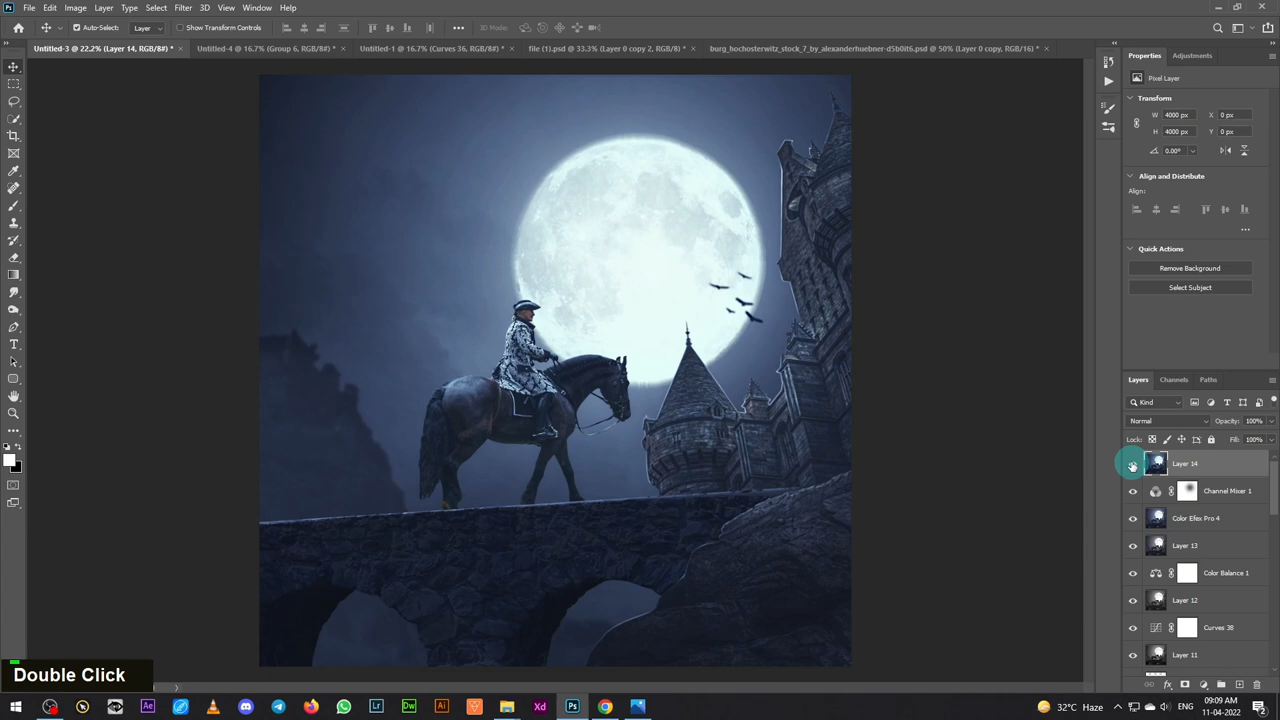 File Edit Image Layer Type Select Filter 3D View Window Help
Auto-Select: Layer Show Transform Controls 3D Mode:
Untitled-3 @ 22.2% (Layer 14, RGB/8#) * × Untitled-4 @ 16.7% (Group 6, RGB/8#) * × Untitled-1 @ 16.7% (Curves 36, RGB/8#) * × file (1).psd @ 33.3% (Layer 0 copy 2, RGB/8) * × burg_hochosterwitz_stock_7_by_alexanderhuebner-d5b0it6.psd @ 50% (Layer 0 copy, RGB/16) * ×
Properties Adjustments
Pixel Layer
Transform
W 4000 px X 0 px
H 4000 px Y 0 px
0.00°
Align and Distribute
Align:
Quick Actions
Remove Background
Select Subject
Layers Channels Paths
Kind
Normal Opacity: 100%
Lock: Fill: 100%
Layer 14
Channel Mixer 1
Color Efex Pro 4
Layer 13
Color Balance 1
Layer 12
Curves 38
Layer 11
Double Click
32°C Haze ENG 09:09 AM
11-04-2022